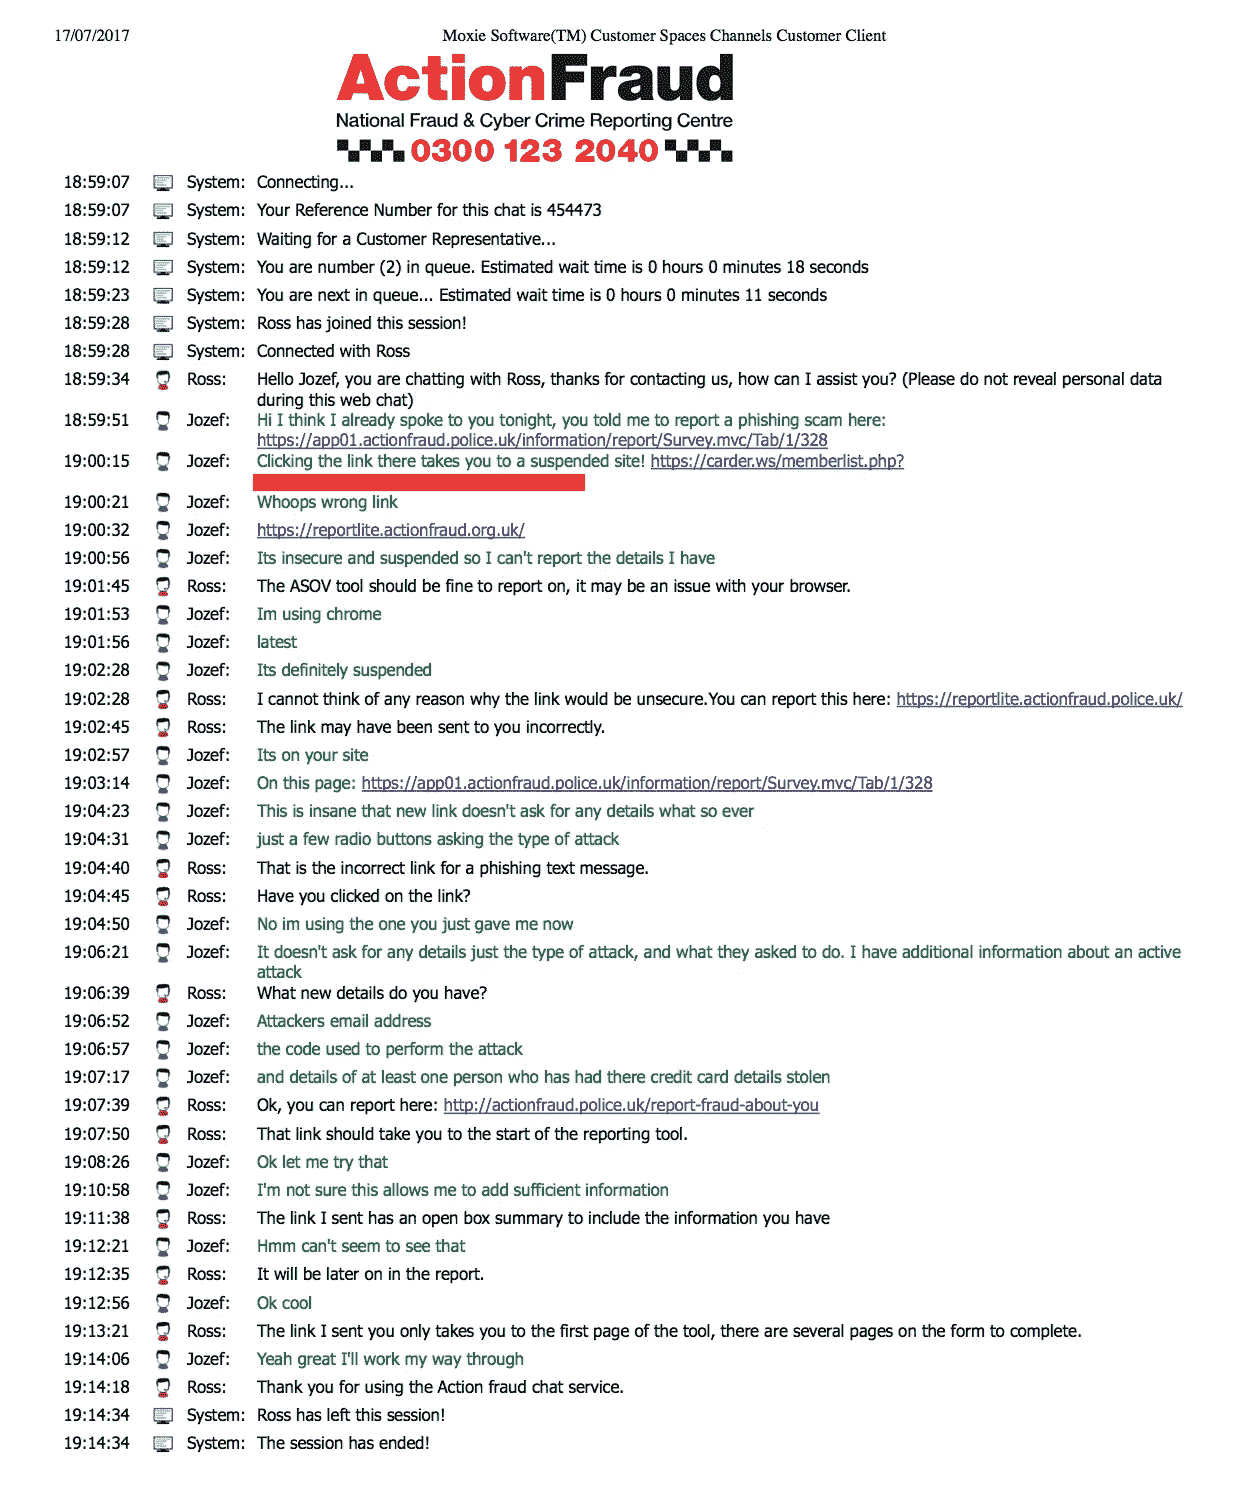 17/07/2017 Moxie Software(TM) Customer Spaces Channels Customer Client
ActionFraud
National Fraud & Cyber Crime Reporting Centre
0300 123 2040
18:59:07 System: Connecting...
18:59:07 System: Your Reference Number for this chat is 454473
18:59:12 System: Waiting for a Customer Representative...
18:59:12 System: You are number (2) in queue. Estimated wait time is 0 hours 0 minutes 18 seconds
18:59:23 System: You are next in queue... Estimated wait time is 0 hours 0 minutes 11 seconds
18:59:28 System: Ross has joined this session!
18:59:28 System: Connected with Ross
18:59:34 Ross: Hello Jozef, you are chatting with Ross, thanks for contacting us, how can I assist you? (Please do not reveal personal data
during this web chat)
18:59:51 Jozef: Hi I think I already spoke to you tonight, you told me to report a phishing scam here:
https://app01.actionfraud.police.uk/information/report/Survey.mvc/Tab/1/328
19:00:15 Jozef: Clicking the link there takes you to a suspended site! https://carder.ws/memberlist.php?
19:00:21 Jozef: Whoops wrong link
19:00:32 Jozef: https://reportlite.actionfraud.org.uk/
19:00:56 Jozef: Its insecure and suspended so I can't report the details I have
19:01:45 Ross: The ASOV tool should be fine to report on, it may be an issue with your browser.
19:01:53 Jozef: Im using chrome
19:01:56 Jozef: latest
19:02:28 Jozef: Its definitely suspended
19:02:28 Ross: I cannot think of any reason why the link would be unsecure.You can report this here: https://reportlite.actionfraud.police.uk/
19:02:45 Ross: The link may have been sent to you incorrectly.
19:02:57 Jozef: Its on your site
19:03:14 Jozef: On this page: https://app01.actionfraud.police.uk/information/report/Survey.mvc/Tab/1/328
19:04:23 Jozef: This is insane that new link doesn't ask for any details what so ever
19:04:31 Jozef: just a few radio buttons asking the type of attack
19:04:40 Ross: That is the incorrect link for a phishing text message.
19:04:45 Ross: Have you clicked on the link?
19:04:50 Jozef: No im using the one you just gave me now
19:06:21 Jozef: It doesn't ask for any details just the type of attack, and what they asked to do. I have additional information about an active
attack
19:06:39 Ross: What new details do you have?
19:06:52 Jozef: Attackers email address
19:06:57 Jozef: the code used to perform the attack
19:07:17 Jozef: and details of at least one person who has had there credit card details stolen
19:07:39 Ross: Ok, you can report here: http://actionfraud.police.uk/report-fraud-about-you
19:07:50 Ross: That link should take you to the start of the reporting tool.
19:08:26 Jozef: Ok let me try that
19:10:58 Jozef: I'm not sure this allows me to add sufficient information
19:11:38 Ross: The link I sent has an open box summary to include the information you have
19:12:21 Jozef: Hmm can't seem to see that
19:12:35 Ross: It will be later on in the report.
19:12:56 Jozef: Ok cool
19:13:21 Ross: The link I sent you only takes you to the first page of the tool, there are several pages on the form to complete.
19:14:06 Jozef: Yeah great I'll work my way through
19:14:18 Ross: Thank you for using the Action fraud chat service.
19:14:34 System: Ross has left this session!
19:14:34 System: The session has ended!